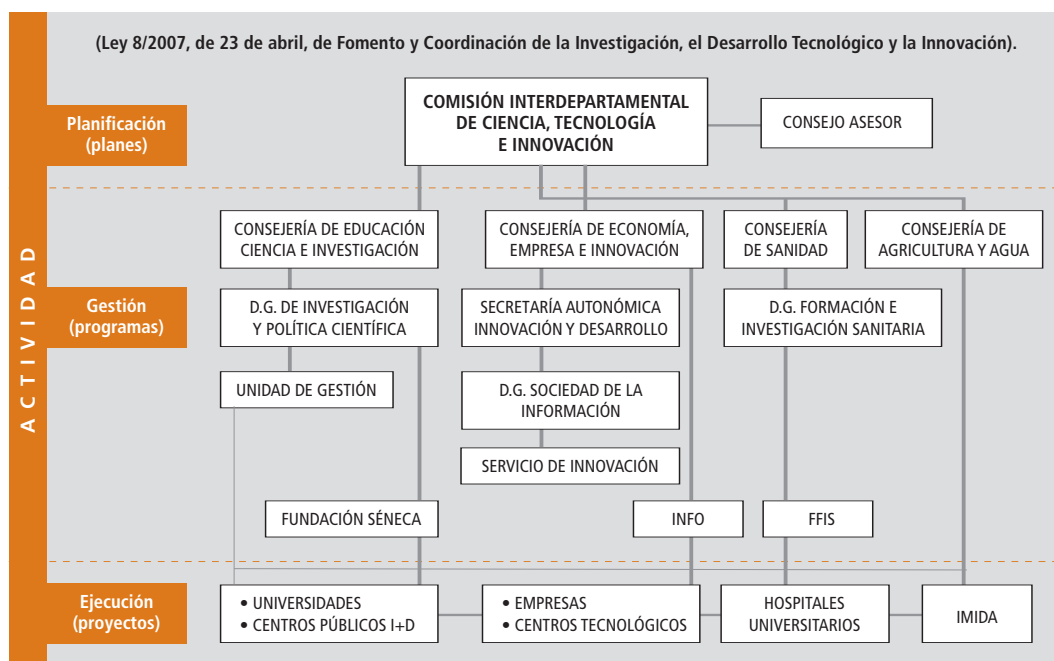 (Ley 8/2007, de 23 de abril, de Fomento y Coordinación de la Investigación, el Desarrollo Tecnológico y la Innovación).
ACTIVIDAD
Planificación
(planes)
COMISIÓN INTERDEPARTAMENTAL
DE CIENCIA, TECNOLOGÍA
E INNOVACIÓN
CONSEJO ASESOR
CONSEJERÍA DE EDUCACIÓN
CIENCIA E INVESTIGACIÓN
CONSEJERÍA DE ECONOMÍA,
EMPRESA E INNOVACIÓN
CONSEJERÍA
DE SANIDAD
CONSEJERÍA DE
AGRICULTURA Y AGUA
Gestión
(programas)
D.G. DE INVESTIGACIÓN
Y POLÍTICA CIENTÍFICA
SECRETARÍA AUTONÓMICA
INNOVACIÓN Y DESARROLLO
D.G. FORMACIÓN E
INVESTIGACIÓN SANITARIA
UNIDAD DE GESTIÓN
D.G. SOCIEDAD DE LA
INFORMACIÓN
SERVICIO DE INNOVACIÓN
FUNDACIÓN SÉNECA
INFO
FFIS
Ejecución
(proyectos)
• UNIVERSIDADES
• CENTROS PÚBLICOS I+D
• EMPRESAS
• CENTROS TECNOLÓGICOS
HOSPITALES
UNIVERSITARIOS
IMIDA